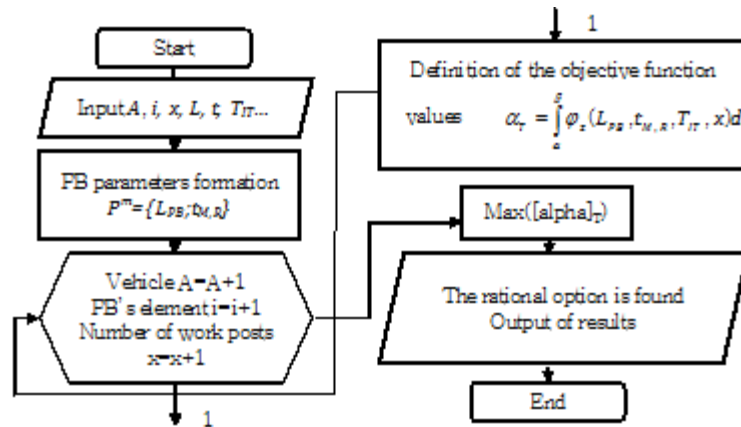 Start
Input A, i, x, L, t, T_IT...
PB parameters formation
P^m={L_PB;t_M,R}
Vehicle A=A+1
PB's element i=i+1
Number of work posts
x=x+1
1
1
Definition of the objective function
values α_T = ∫_α^β φ_s(L_PB, t_M,R, T_IT, x)d
Max([alpha]_T)
The rational option is found
Output of results
End